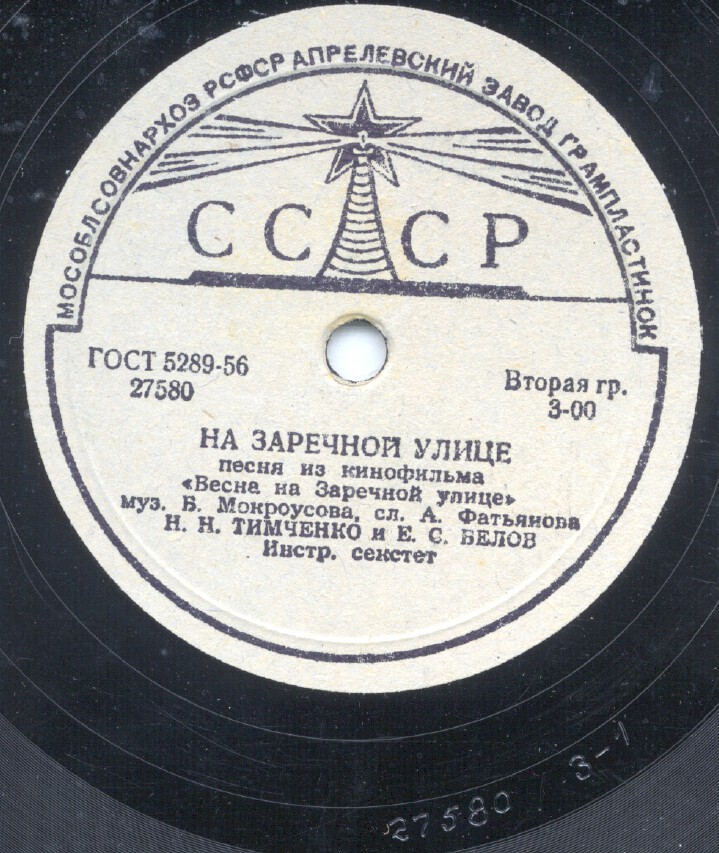 МОСОБЛСОВНАРХОЗ РСФСР АПРЕЛЕВСКИЙ ЗАВОД ГРАМПЛАСТИНОК
СССР
ГОСТ 5289-56
27580
Вторая гр.
3-00
НА ЗАРЕЧНОЙ УЛИЦЕ
песня из кинофильма
«Весна на Заречной улице»
муз. Б. Мокроусова, сл. А. Фатьянова
Н. Н. ТИМЧЕНКО и Е. С. БЕЛОВ
Инстр. секстет
27580 / 3-1